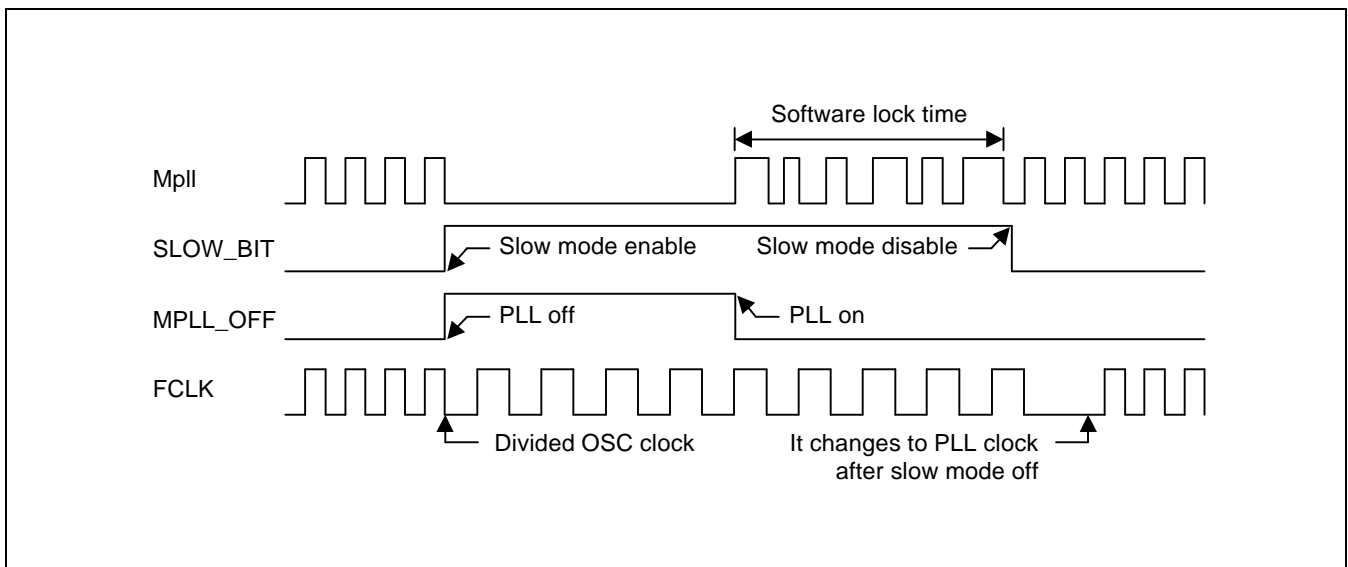 Software lock time
Mpll
SLOW_BIT
Slow mode enable
Slow mode disable
MPLL_OFF
PLL off
PLL on
FCLK
Divided OSC clock
It changes to PLL clock
after slow mode off